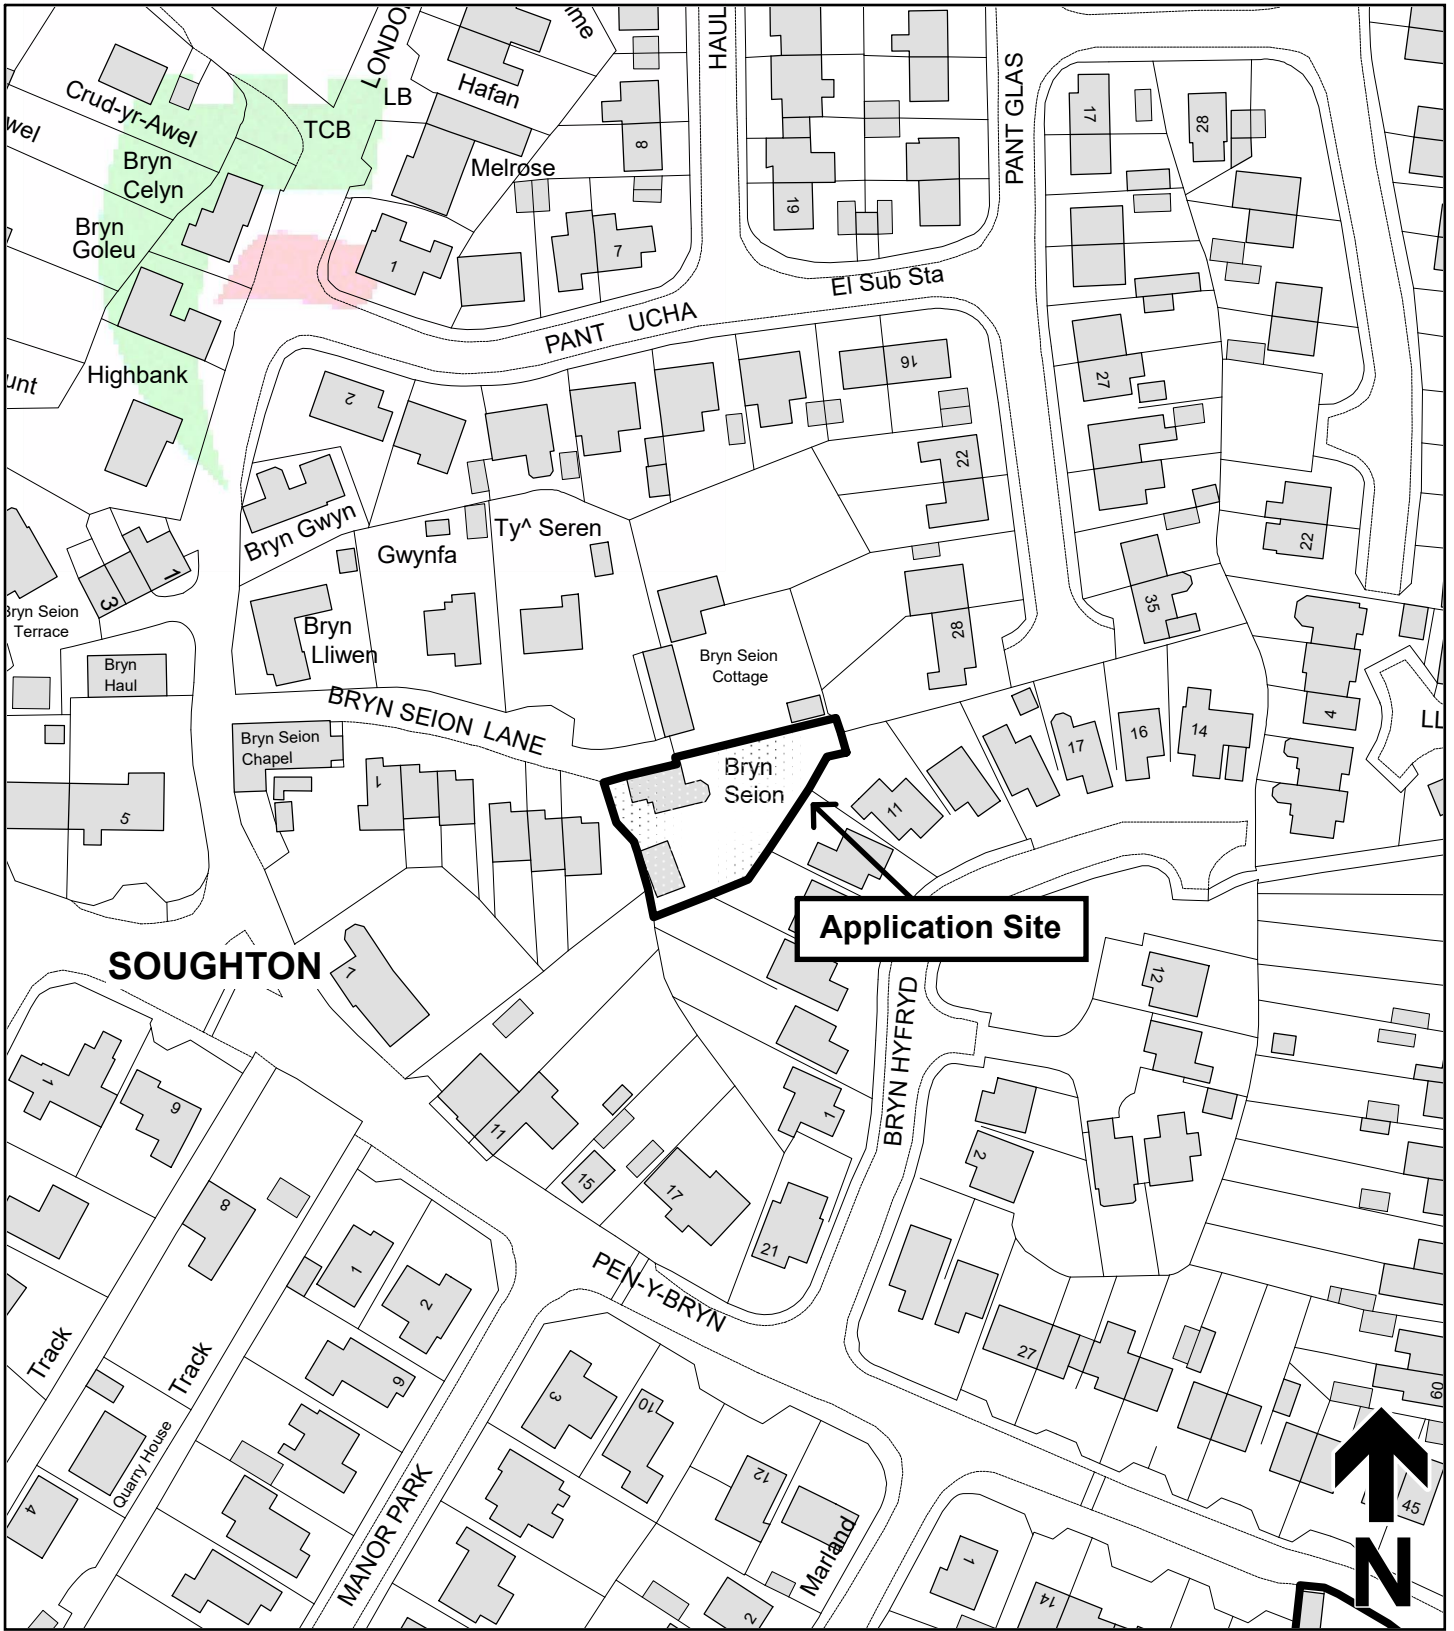 LONDO
me
HAUL
PANT GLAS
Hafan
LB
Crud-yr-Awel
TCB
17
28
wel
8
Bryn
Celyn
Melrose
19
Bryn
Goleu
7
1
El Sub Sta
PANT UCHA
16
Highbank
unt
27
2
22
Bryn Gwyn
Ty^ Seren
Gwynfa
22
1
3
35
Bryn Seion
Terrace
28
Bryn
Lliwen
Bryn Seion
Cottage
Bryn
Haul
BRYN SEION LANE
4
LL
17
16
14
Bryn Seion
Chapel
Bryn
Seion
1
5
11
Application Site
SOUGHTON
7
12
BRYN HYFRYD
1
9
1
11
2
15
17
8
21
1
2
PEN-Y-BRYN
27
Track
Track
6
3
10
60
Quarry House
12
4
MANOR PARK
Marland
45
1
N
2
14